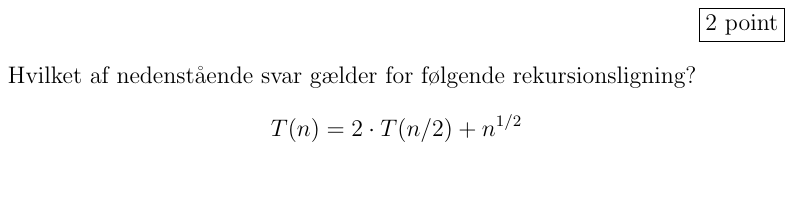 2 point
Hvilket af nedenstående svar gælder for følgende rekursionsligning?
T(n) = 2 · T(n/2) + n^{1/2}